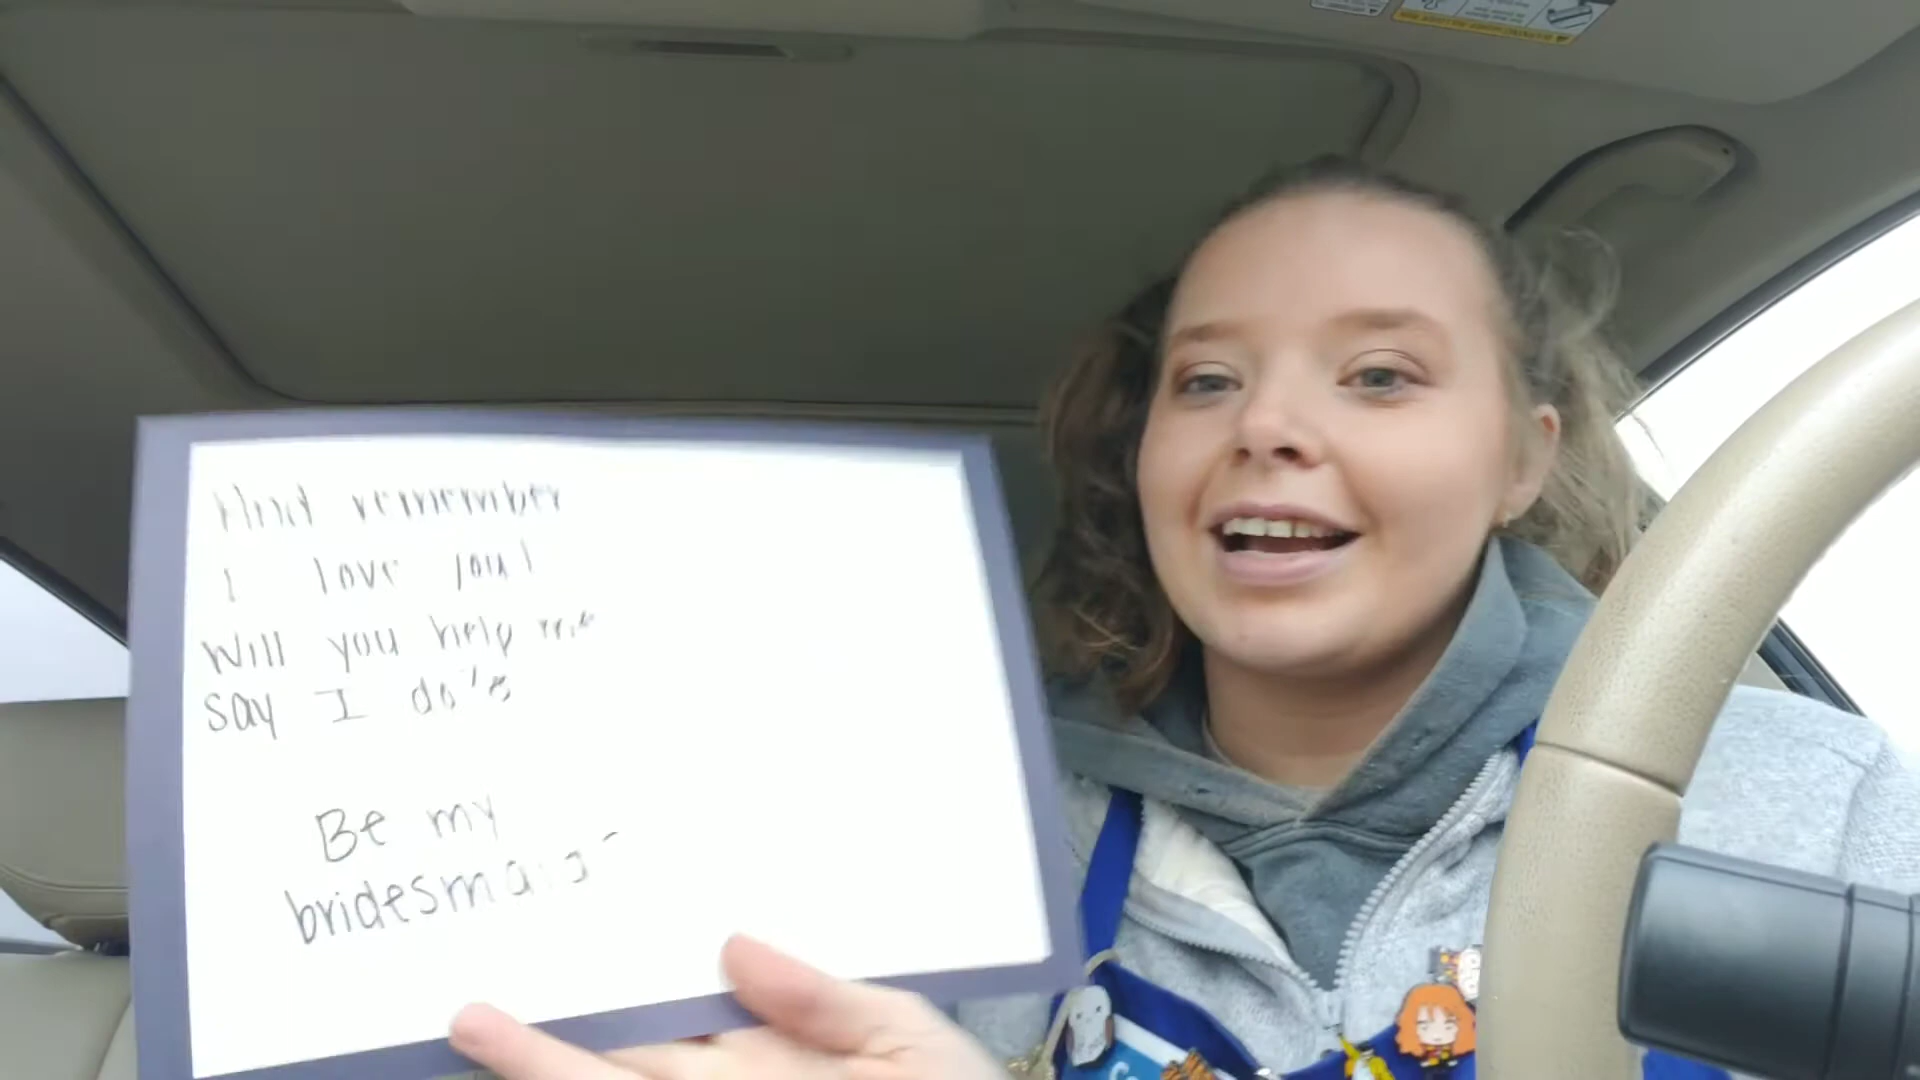 And remember
I love you!
Will you help me
say I do's
Be my
bridesmaid